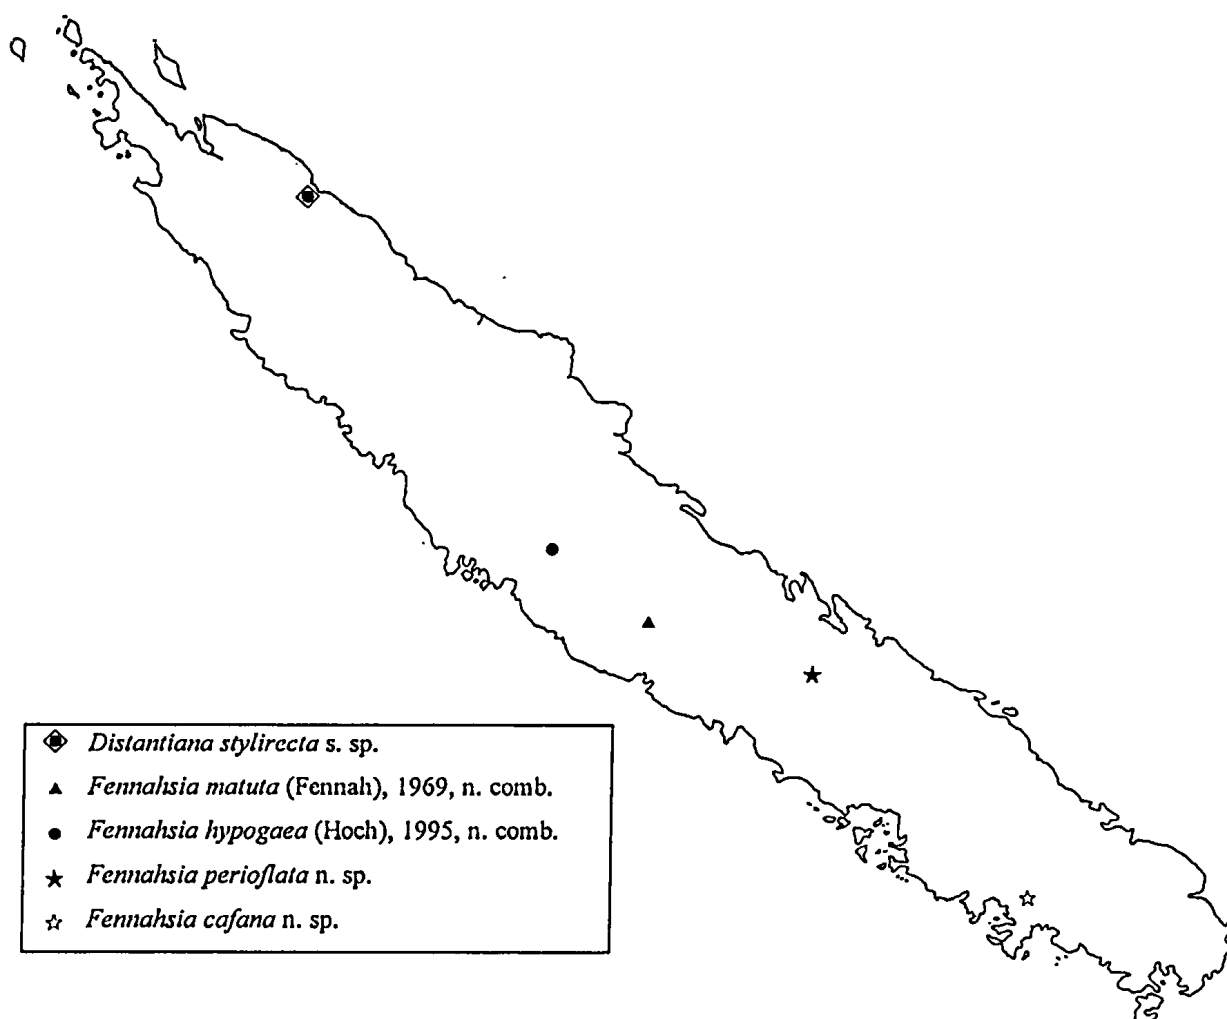 Distantiana stylirecta s. sp.
Fennahsia matuta (Fennah), 1969, n. comb.
Fennahsia hypogaea (Hoch), 1995, n. comb.
Fennahsia perioflata n. sp.
Fennahsia cafana n. sp.